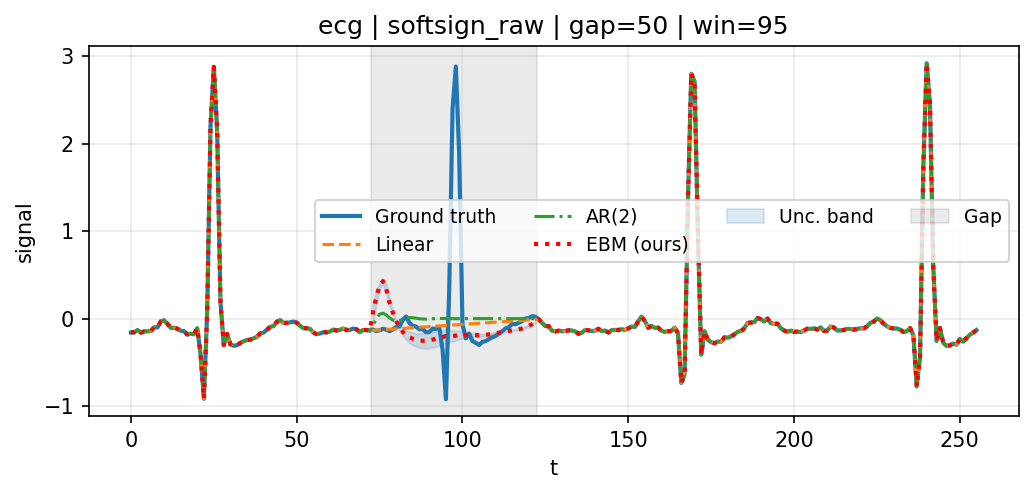 ecg | softsign_raw | gap=50 | win=95
3
2
1
0
−1
signal
Ground truth
Linear
AR(2)
EBM (ours)
Unc. band
Gap
0
50
100
150
200
250
t